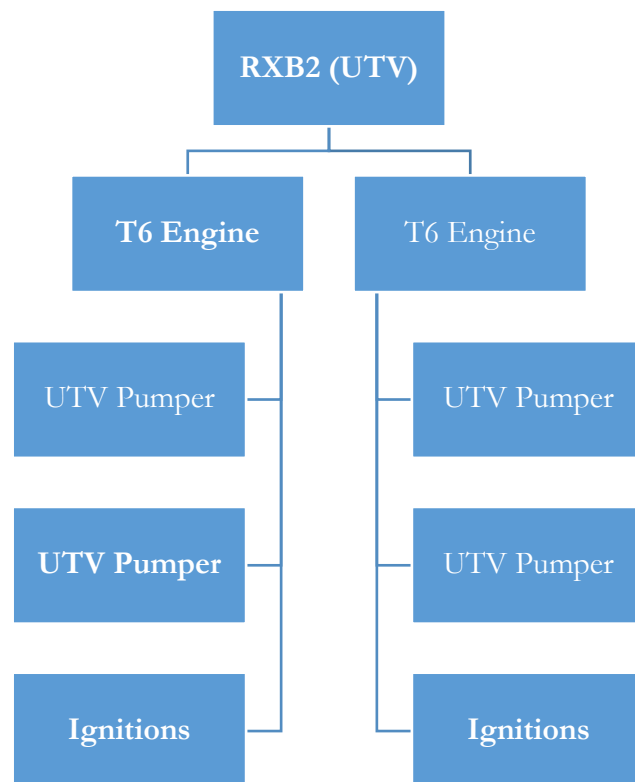 RXB2 (UTV)
T6 Engine
T6 Engine
UTV Pumper
UTV Pumper
UTV Pumper
UTV Pumper
Ignitions
Ignitions